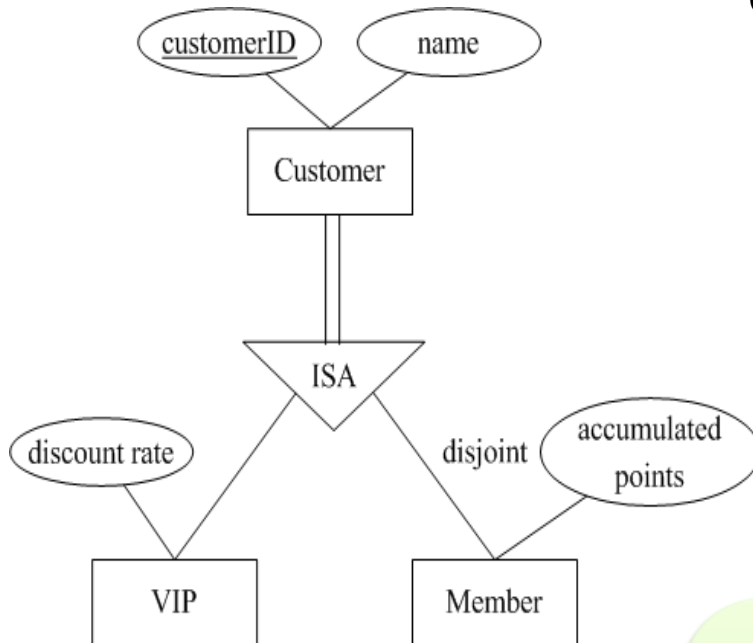 customerID
name
Customer
ISA
discount rate
disjoint
accumulated
points
VIP
Member